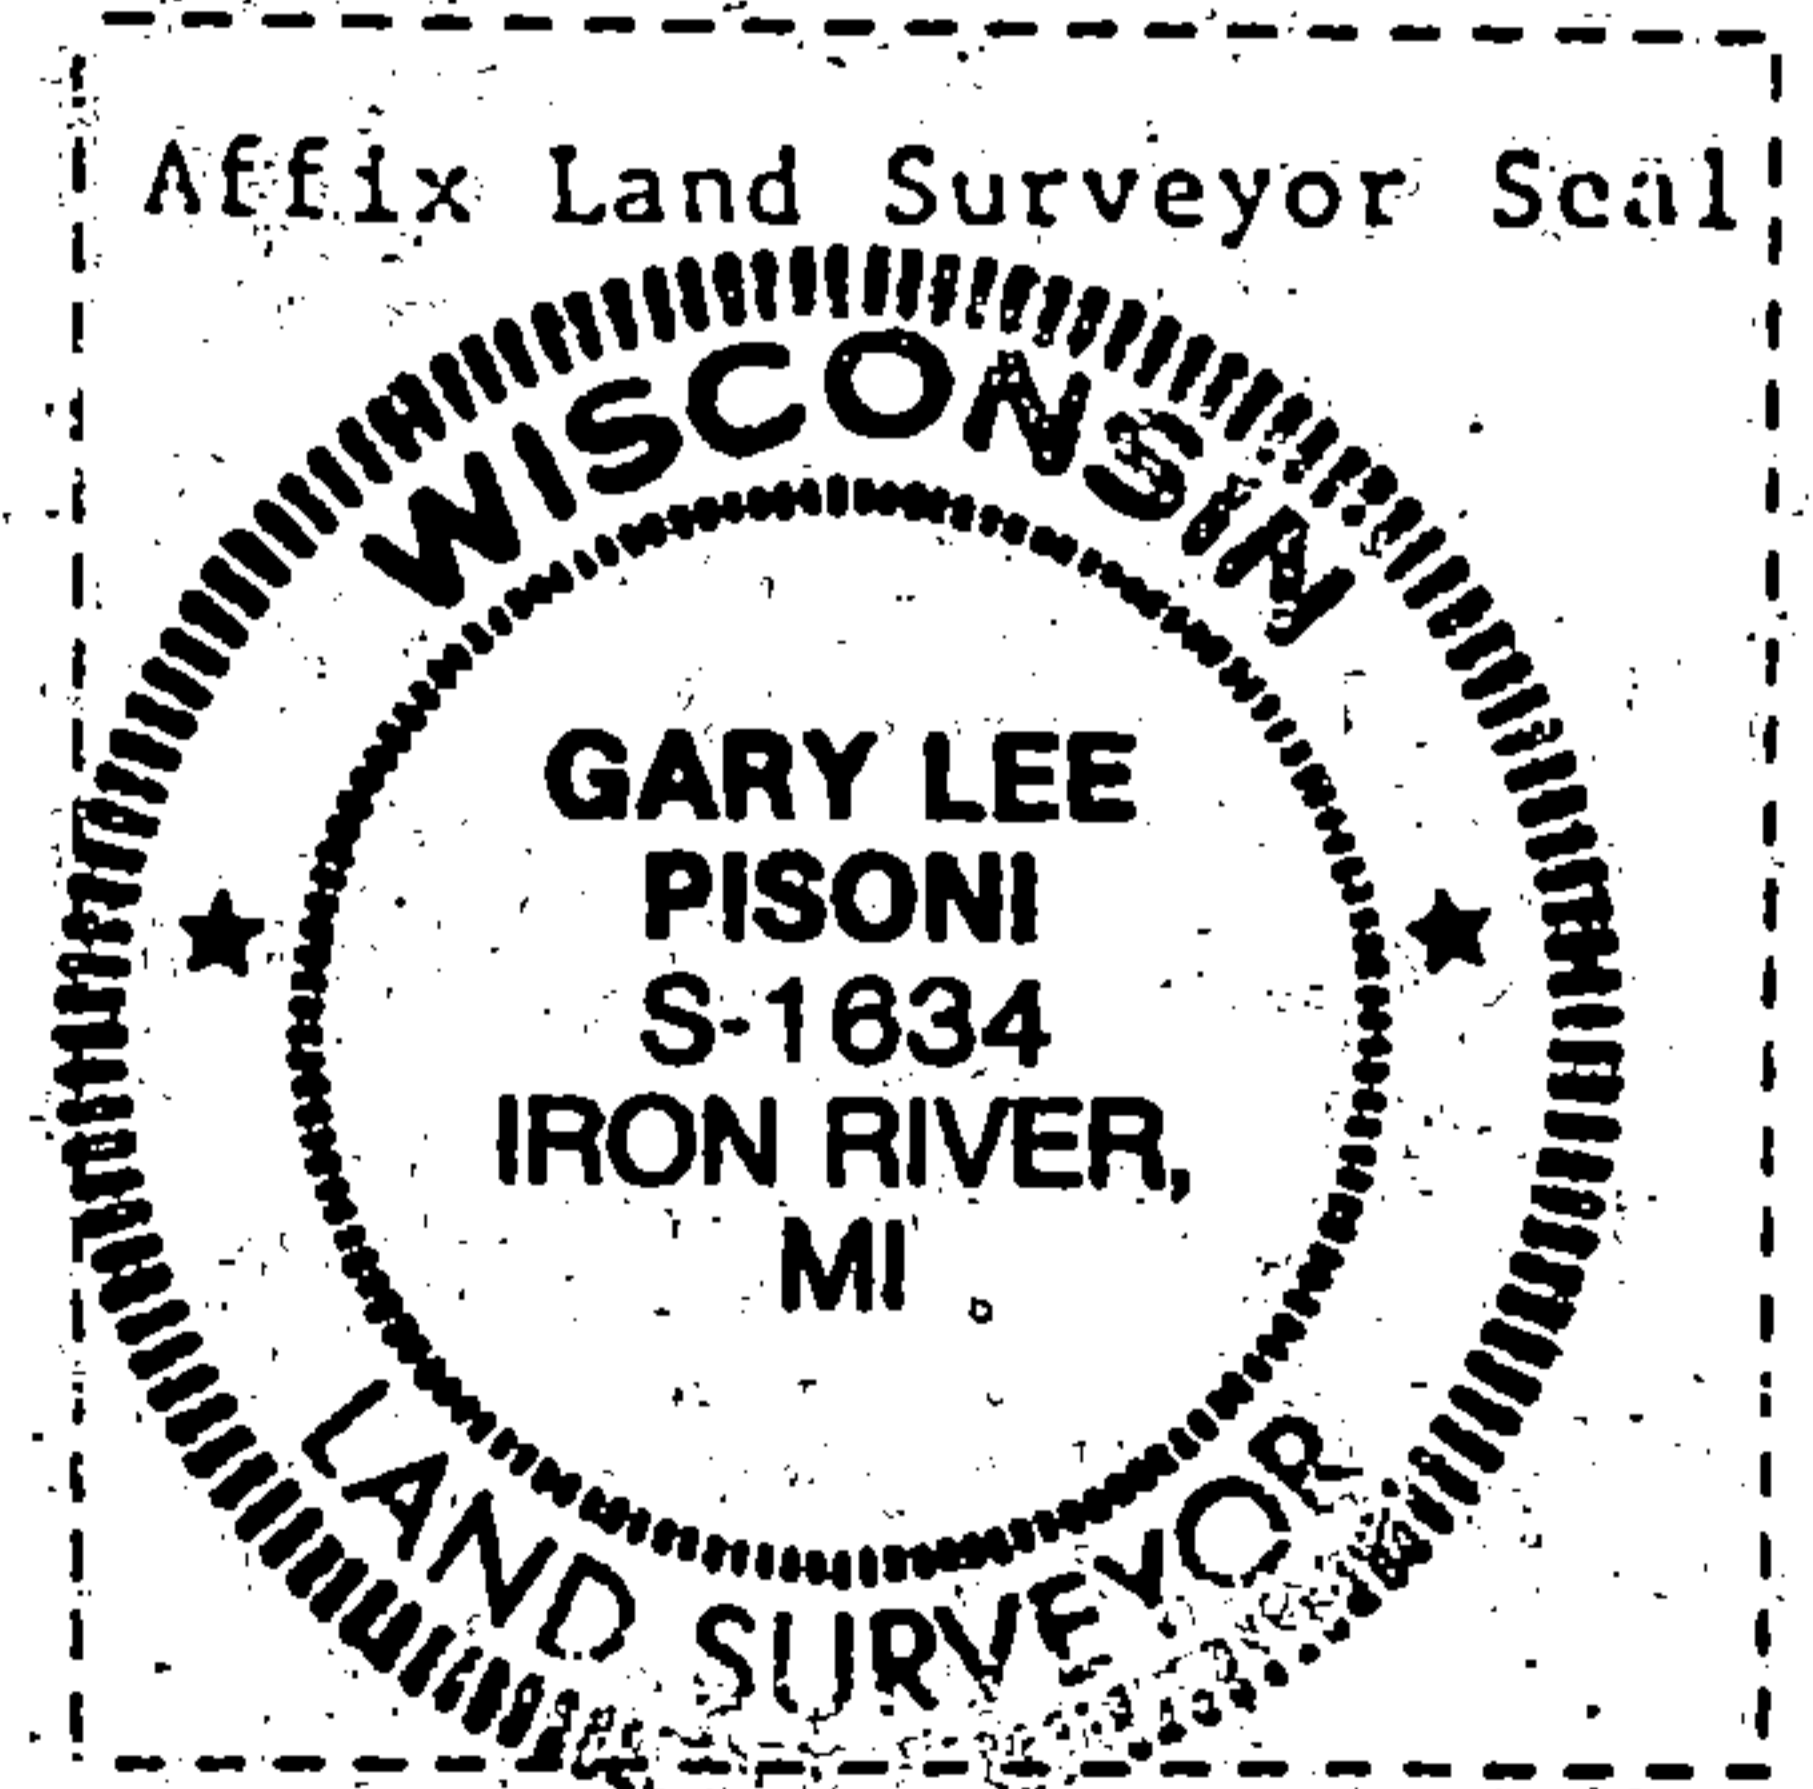 Affix Land Surveyor Seal
WISCONSIN
GARY LEE
PISONI
S-1634
IRON RIVER,
MI
LAND SURVEYOR